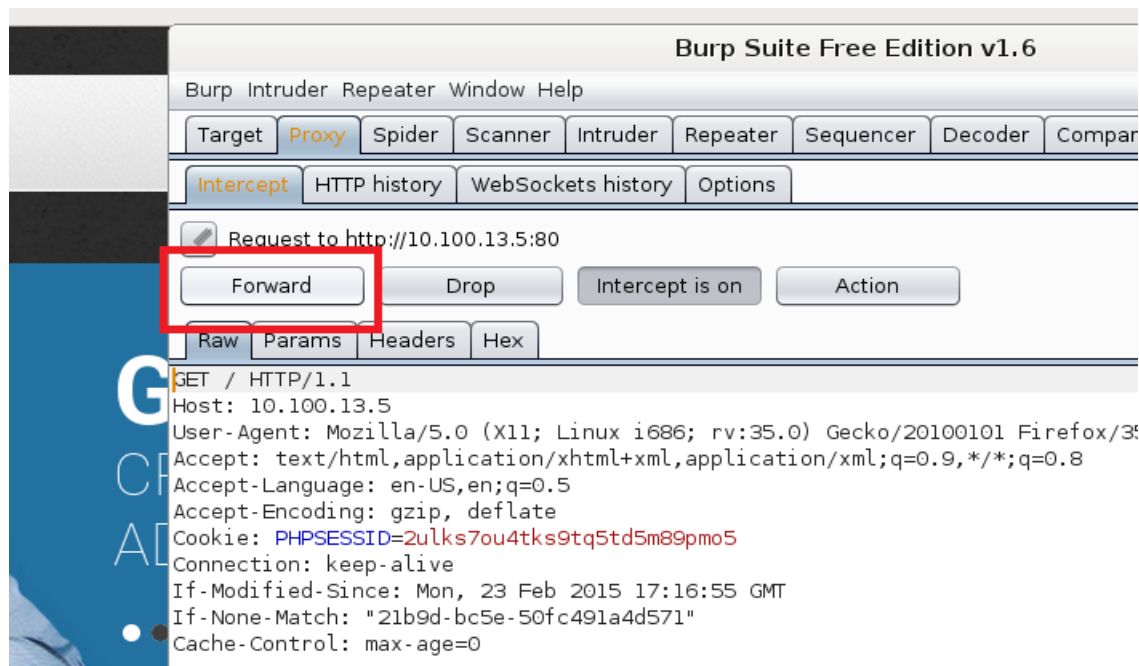 Burp Suite Free Edition v1.6
Burp Intruder Repeater Window Help
Target Proxy Spider Scanner Intruder Repeater Sequencer Decoder
Intercept HTTP history WebSockets history Options
Request to http://10.100.13.5:80
Forward Drop Intercept is on Action
Raw Params Headers Hex
GET / HTTP/1.1
Host: 10.100.13.5
User-Agent: Mozilla/5.0 (X11; Linux i686; rv:35.0) Gecko/20100101 Firefox/35
Accept: text/html,application/xhtml+xml,application/xml;q=0.9,*/*;q=0.8
Accept-Language: en-US,en;q=0.5
Accept-Encoding: gzip, deflate
Cookie: PHPSESSID=2ulks7ou4tks9tq5td5m89pmo5
Connection: keep-alive
If-Modified-Since: Mon, 23 Feb 2015 17:16:55 GMT
If-None-Match: "21b9d-bc5e-50fc491a4d571"
Cache-Control: max-age=0